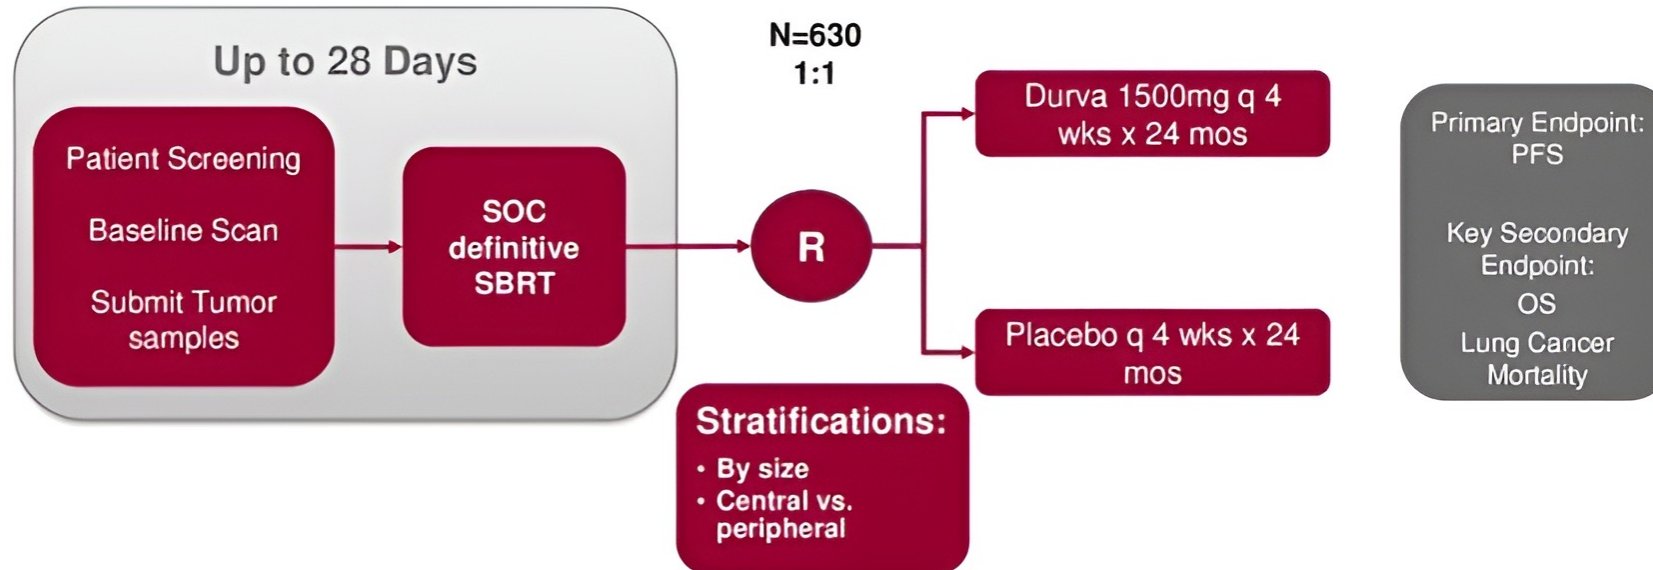 Up to 28 Days
Patient Screening
Baseline Scan
Submit Tumor
samples
SOC
definitive
SBRT
N=630
1:1
R
Durva 1500mg q 4
wks x 24 mos
Placebo q 4 wks x 24
mos
Stratifications:
• By size
• Central vs.
peripheral
Primary Endpoint:
PFS
Key Secondary
Endpoint:
OS
Lung Cancer
Mortality